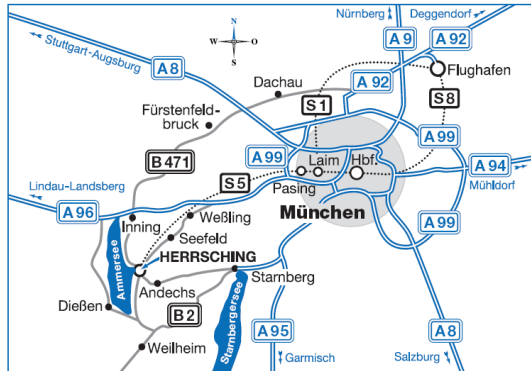 Nürnberg
Deggendorf
N
W
O
S
Stuttgart-Augsburg
A 8
A 9
A 92
Flughafen
Dachau
A 92
S 1
S 8
Fürstenfeld-
bruck
A 99
A 99
Laim
Hbf.
B 471
S 5
Pasing
A 94
Mühldorf
Lindau-Landsberg
A 96
Weßling
München
Inning
Seefeld
A 99
HERRSCHING
Ammersee
Andechs
Starnberg
Dießen
B 2
Starnbergersee
A 95
A 8
Weilheim
Garmisch
Salzburg